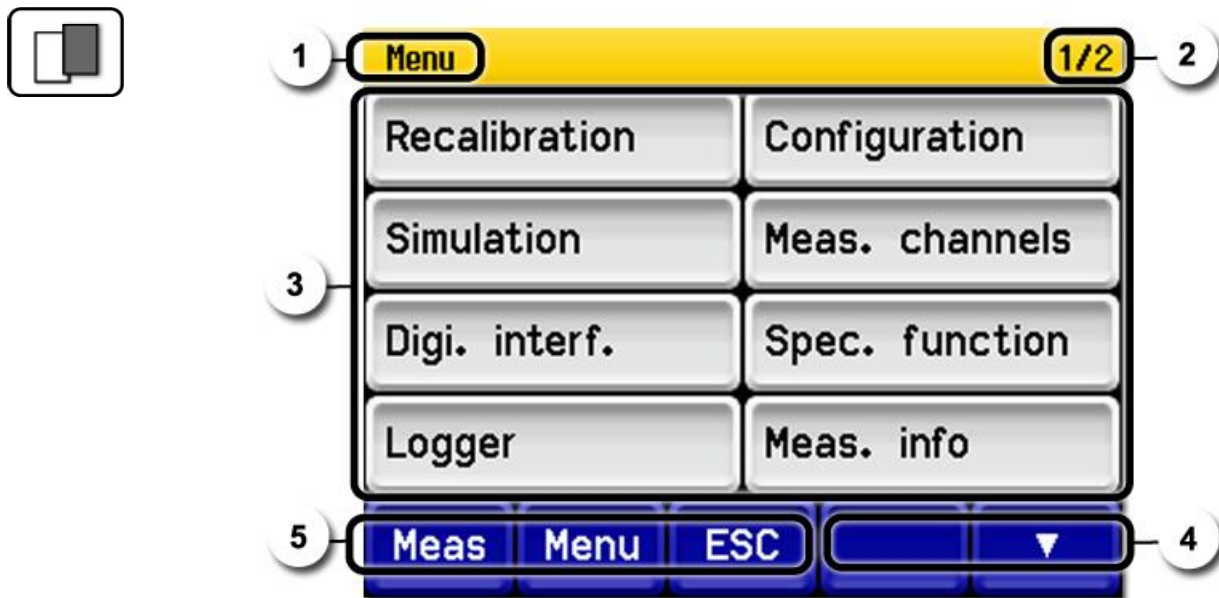 1 Menu 1/2 2
Recalibration Configuration
Simulation Meas. channels
3
Digi. interf. Spec. function
Logger Meas. info
5 Meas Menu ESC ▼ 4